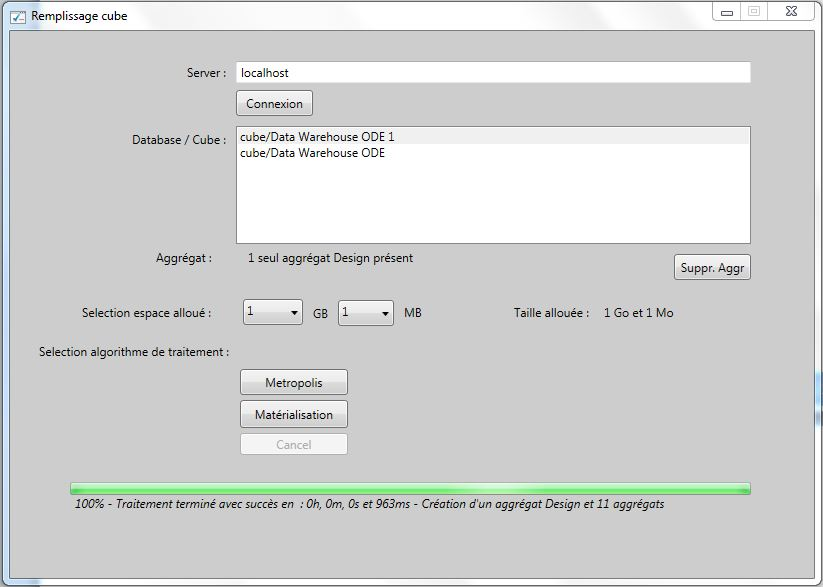 Remplissage cube
Server : localhost
Connexion
Database / Cube : cube/Data Warehouse ODE 1
cube/Data Warehouse ODE
Aggrégat : 1 seul aggrégat Design présent
Suppr. Aggr
Selection espace alloué : 1 GB 1 MB Taille allouée : 1 Go et 1 Mo
Selection algorithme de traitement :
Metropolis
Matérialisation
Cancel
100% - Traitement terminé avec succès en : 0h, 0m, 0s et 963ms - Création d'un aggrégat Design et 11 aggrégats